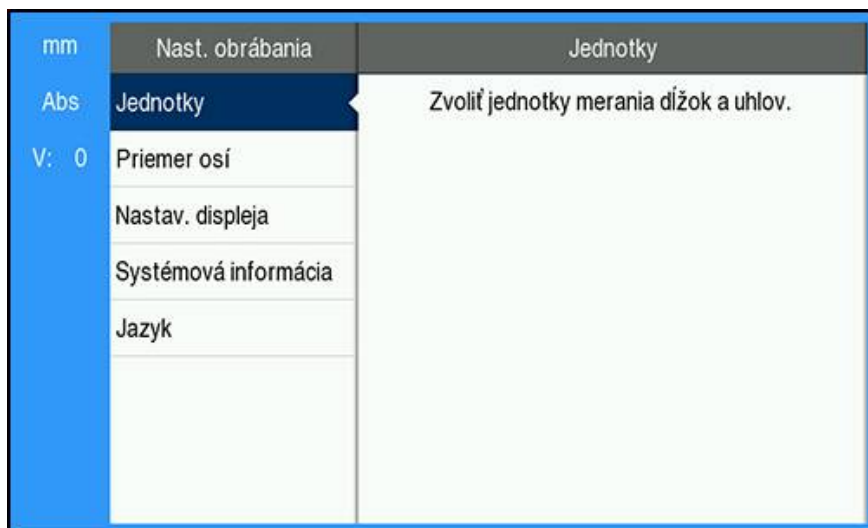 mm
Abs
V: 0
Nast. obrábania
Jednotky
Priemer osí
Nastav. displeja
Systémová informácia
Jazyk
Jednotky
Zvoliť jednotky merania dĺžok a uhlov.